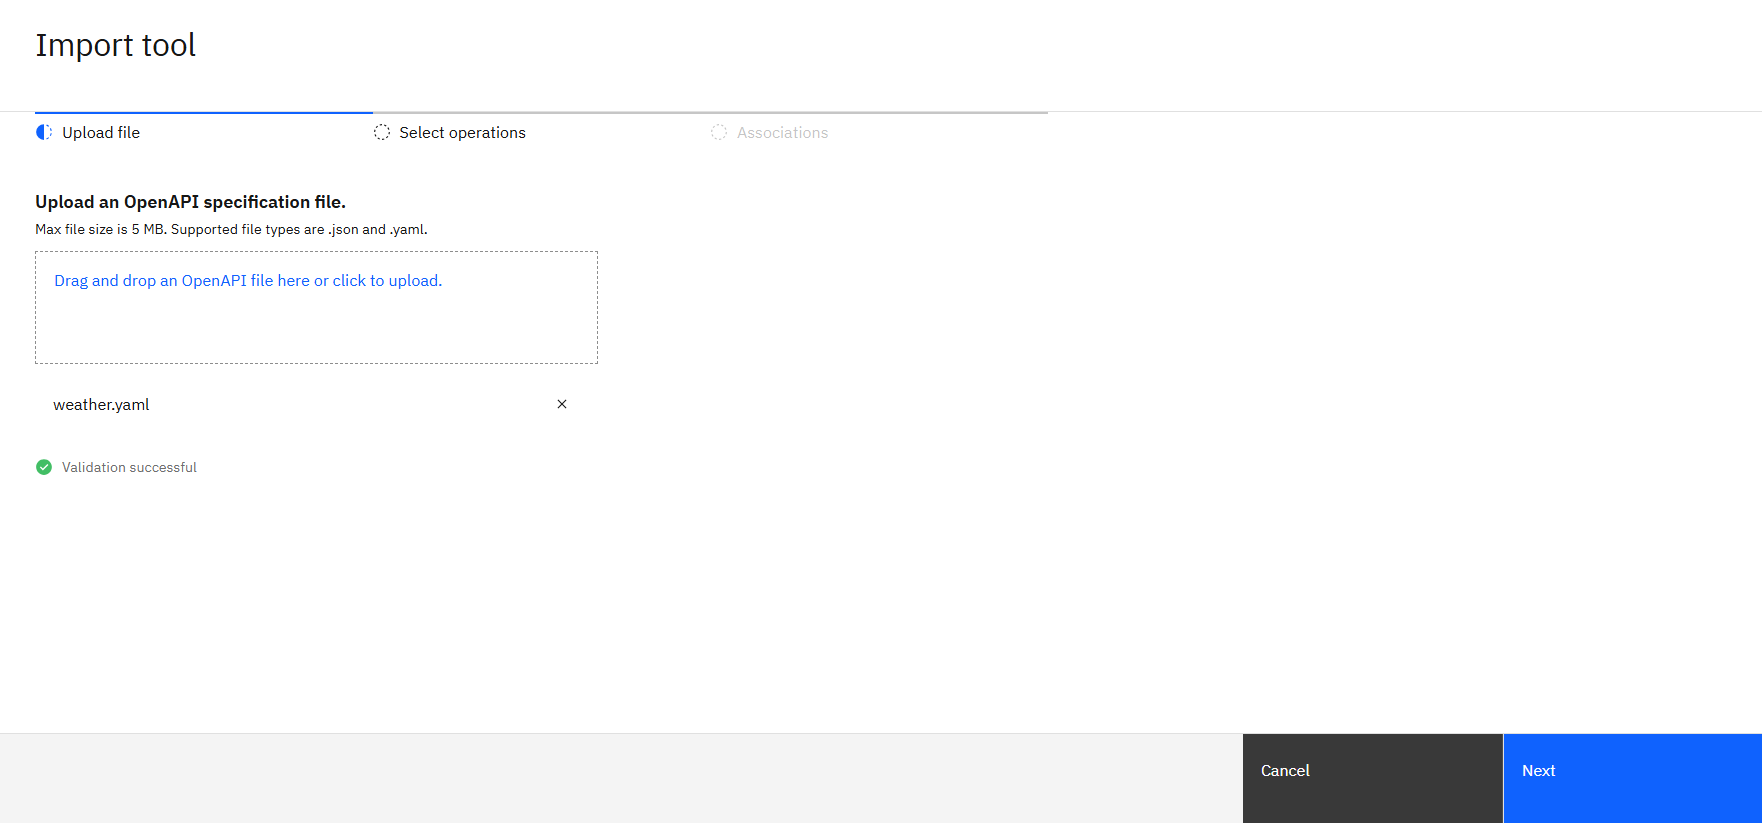 Import tool
Upload file
Select operations
Associations
Upload an OpenAPI specification file.
Max file size is 5 MB. Supported file types are .json and .yaml.
Drag and drop an OpenAPI file here or click to upload.
weather.yaml
Validation successful
Cancel
Next